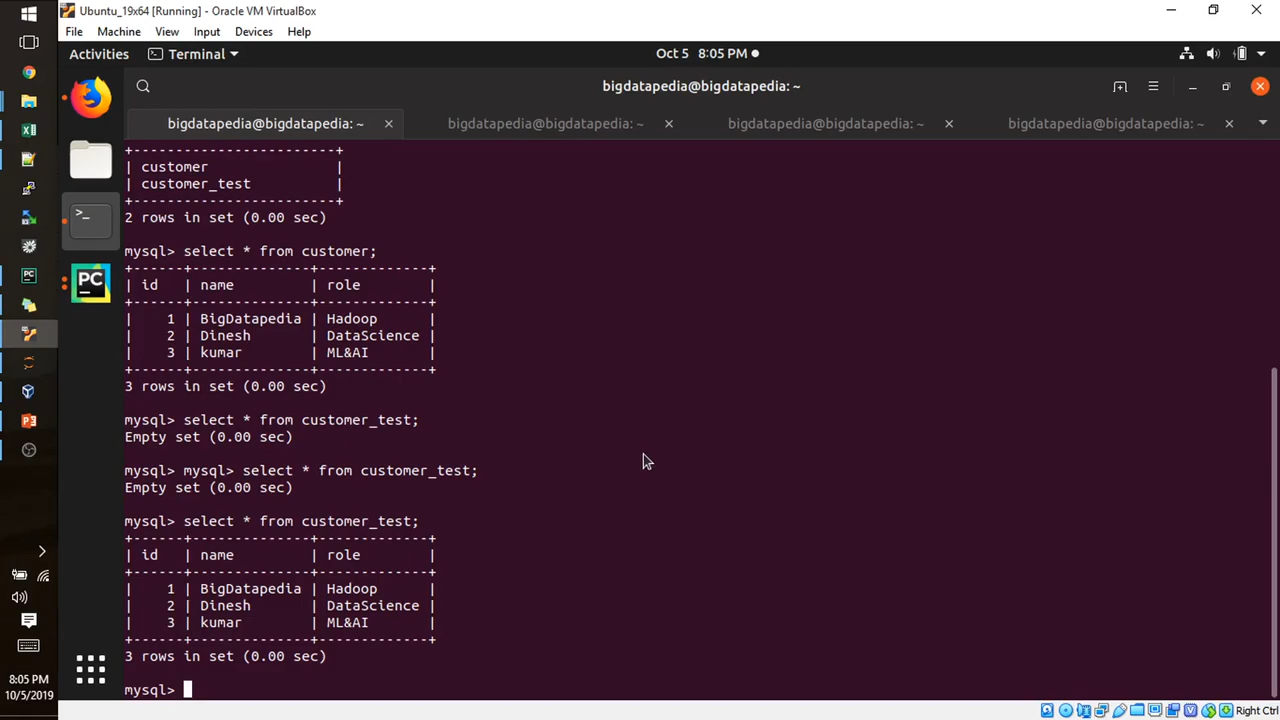 Ubuntu_19x64 [Running] - Oracle VM VirtualBox
File Machine View Input Devices Help
Activities Terminal Oct 5 8:05 PM
bigdatapedia@bigdatapedia: ~
bigdatapedia@bigdatapedia: ~ bigdatapedia@bigdatapedia: ~ bigdatapedia@bigdatapedia: ~ bigdatapedia@bigdatapedia: ~
+------------------------+
| customer               |
| customer_test          |
+------------------------+
2 rows in set (0.00 sec)
mysql> select * from customer;
+------+--------------+-------------+
| id   | name         | role        |
+------+--------------+-------------+
|    1 | BigDatapedia | Hadoop      |
|    2 | Dinesh       | DataScience |
|    3 | kumar        | ML&AI       |
+------+--------------+-------------+
3 rows in set (0.00 sec)
mysql> select * from customer_test;
Empty set (0.00 sec)
mysql> mysql> select * from customer_test;
Empty set (0.00 sec)
mysql> select * from customer_test;
+------+--------------+-------------+
| id   | name         | role        |
+------+--------------+-------------+
|    1 | BigDatapedia | Hadoop      |
|    2 | Dinesh       | DataScience |
|    3 | kumar        | ML&AI       |
+------+--------------+-------------+
3 rows in set (0.00 sec)
mysql>
PC
8:05 PM
10/5/2019
Right Ctrl